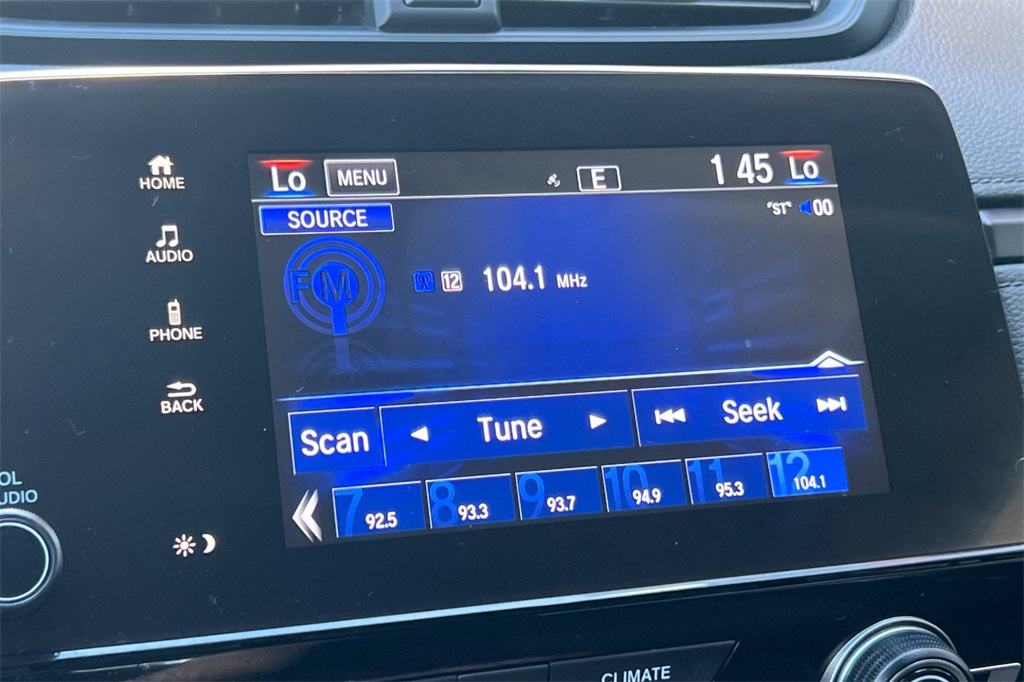 HOME
AUDIO
PHONE
BACK
Lo MENU E 1 45 Lo
SOURCE "ST" 00
FM 12 104.1 MHz
Scan Tune Seek
7 92.5 8 93.3 9 93.7 10 94.9 11 95.3 12 104.1
OL
UDIO
CLIMATE